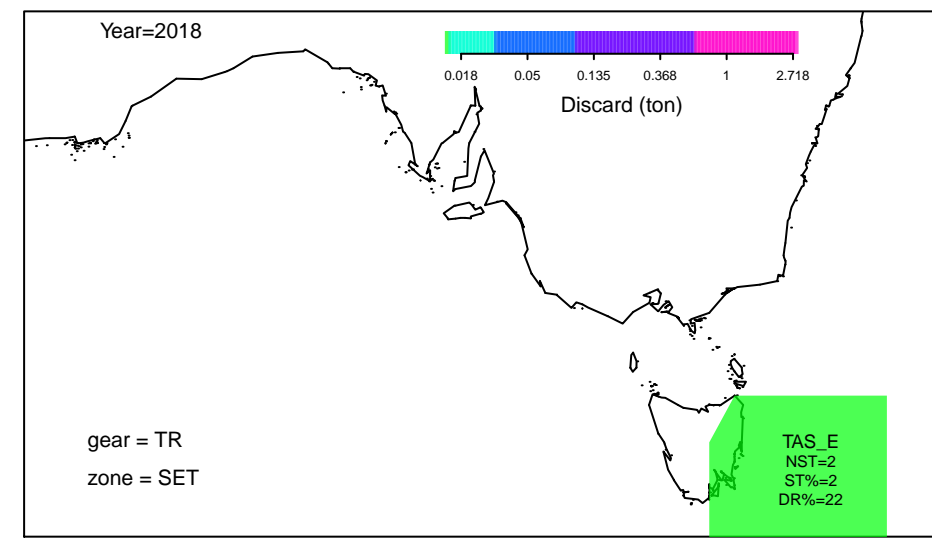 Year=2018
0.018 0.05 0.135 0.368 1 2.718
Discard (ton)
gear = TR
zone = SET
TAS_E
NST=2
ST%=2
DR%=22